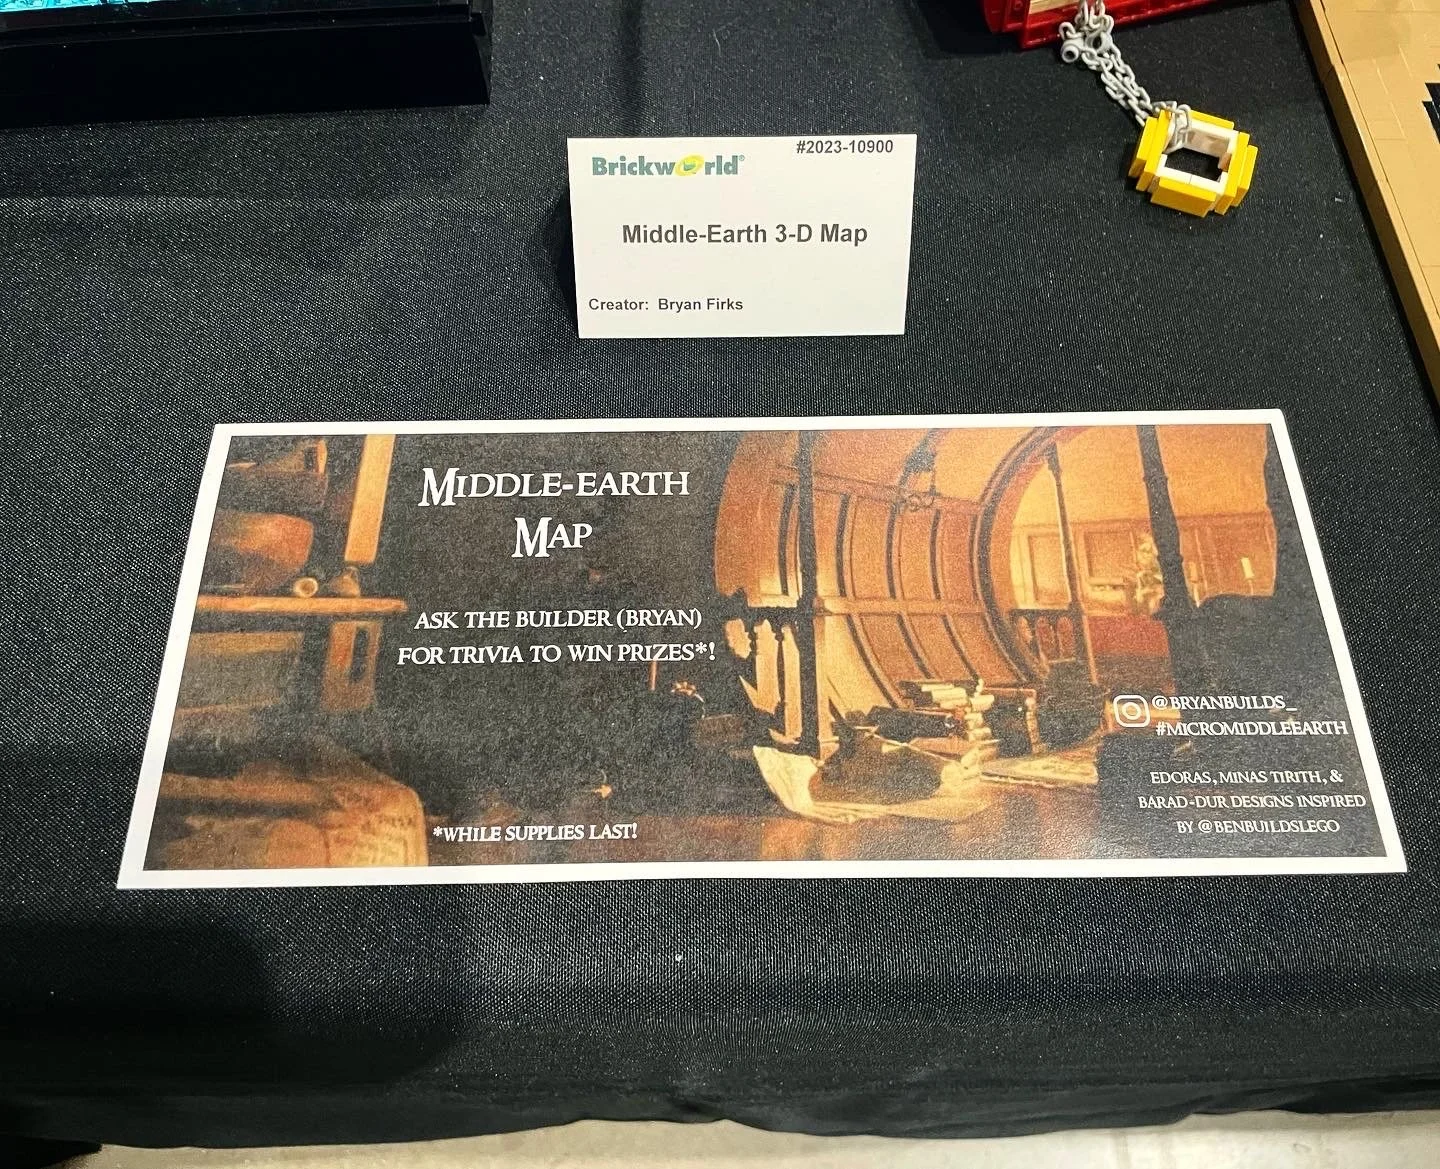 Brickworld®
#2023-10900
Middle-Earth 3-D Map
Creator: Bryan Firks
MIDDLE-EARTH
MAP
ASK THE BUILDER (BRYAN)
FOR TRIVIA TO WIN PRIZES*!
*WHILE SUPPLIES LAST!
@BRYANBUILDS_
#MICROMIDDLEEARTH
EDORAS, MINAS TIRITH, &
BARAD-DUR DESIGNS INSPIRED
BY @BENBUILDSLEGO